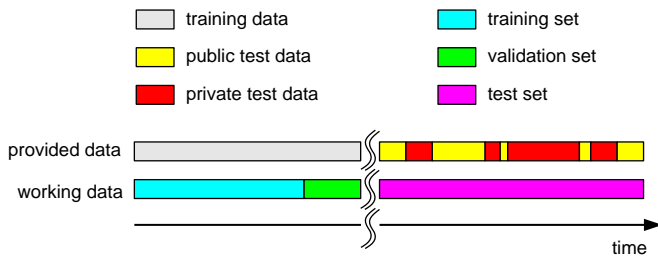 training data
training set
public test data
validation set
private test data
test set
provided data
working data
time